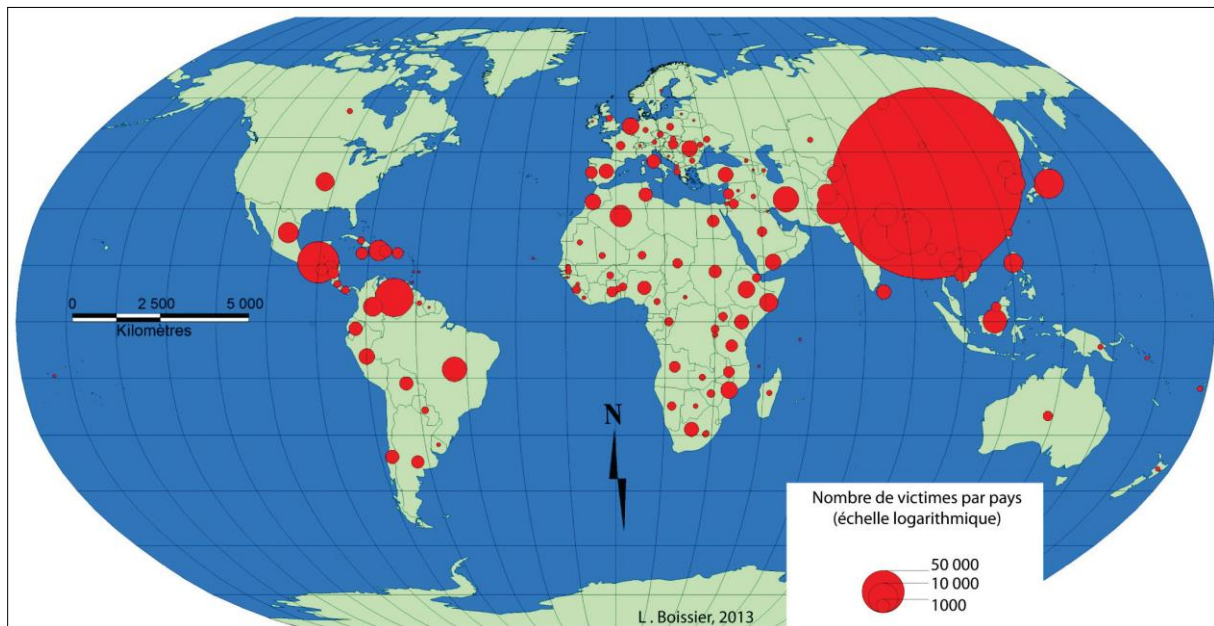 0 2 500 5 000
Kilomètres
N
Nombre de victimes par pays
(échelle logarithmique)
50 000
10 000
1000
L . Boissier, 2013